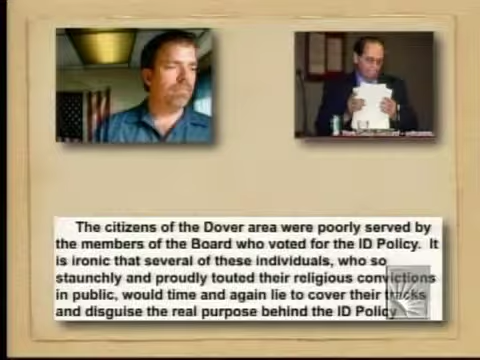 The citizens of the Dover area were poorly served by
the members of the Board who voted for the ID Policy. It
is ironic that several of these individuals, who so
staunchly and proudly touted their religious convictions
in public, would time and again lie to cover their tracks
and disguise the real purpose behind the ID Policy